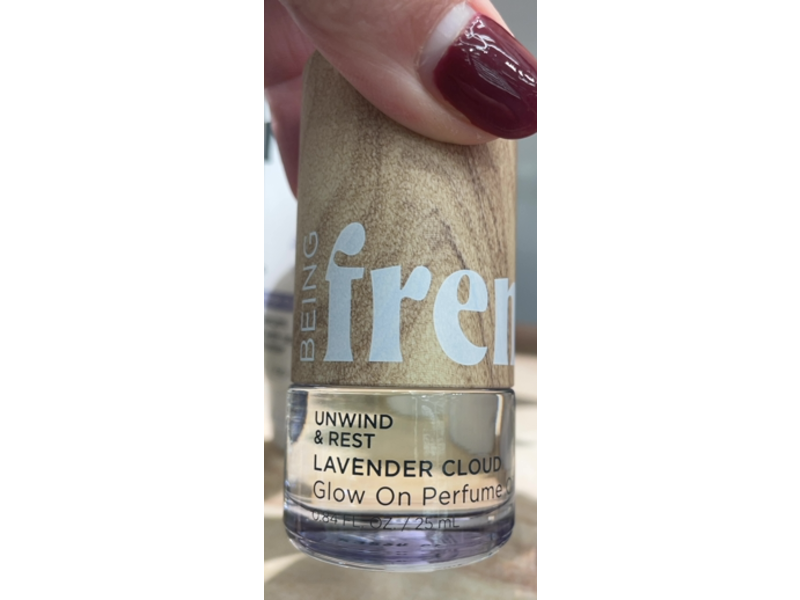 BEING
fren
UNWIND
& REST
LAVENDER CLOUD
Glow On Perfume
0.84 FL. OZ. / 25 mL